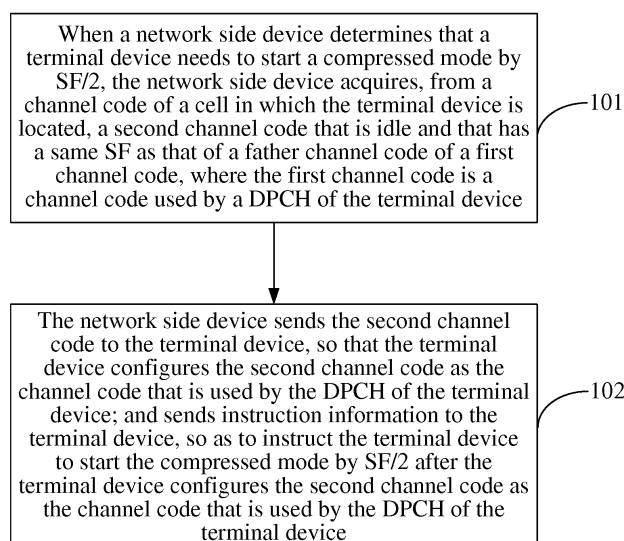 When a network side device determines that a
terminal device needs to start a compressed mode by
SF/2, the network side device acquires, from a
channel code of a cell in which the terminal device is
located, a second channel code that is idle and that has
a same SF as that of a father channel code of a first
channel code, where the first channel code is a
channel code used by a DPCH of the terminal device
101
The network side device sends the second channel
code to the terminal device, so that the terminal
device configures the second channel code as the
channel code that is used by the DPCH of the terminal
device; and sends instruction information to the
terminal device, so as to instruct the terminal device
to start the compressed mode by SF/2 after the
terminal device configures the second channel code as
the channel code that is used by the DPCH of the
terminal device
102